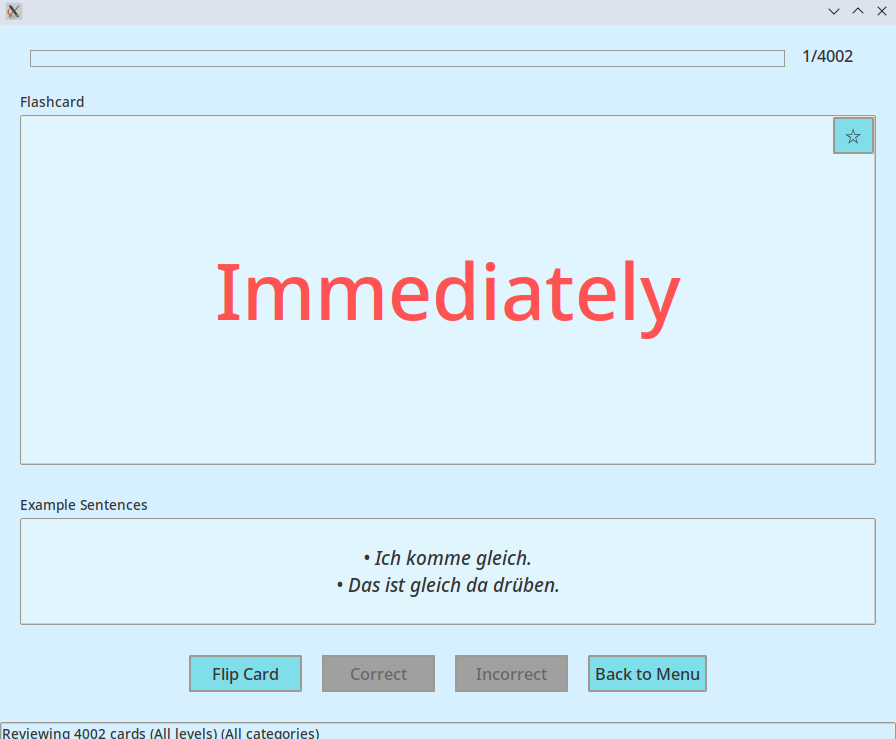 1/4002
Flashcard
☆
Immediately
Example Sentences
• Ich komme gleich.
• Das ist gleich da drüben.
Flip Card Correct Incorrect Back to Menu
Reviewing 4002 cards (All levels) (All categories)